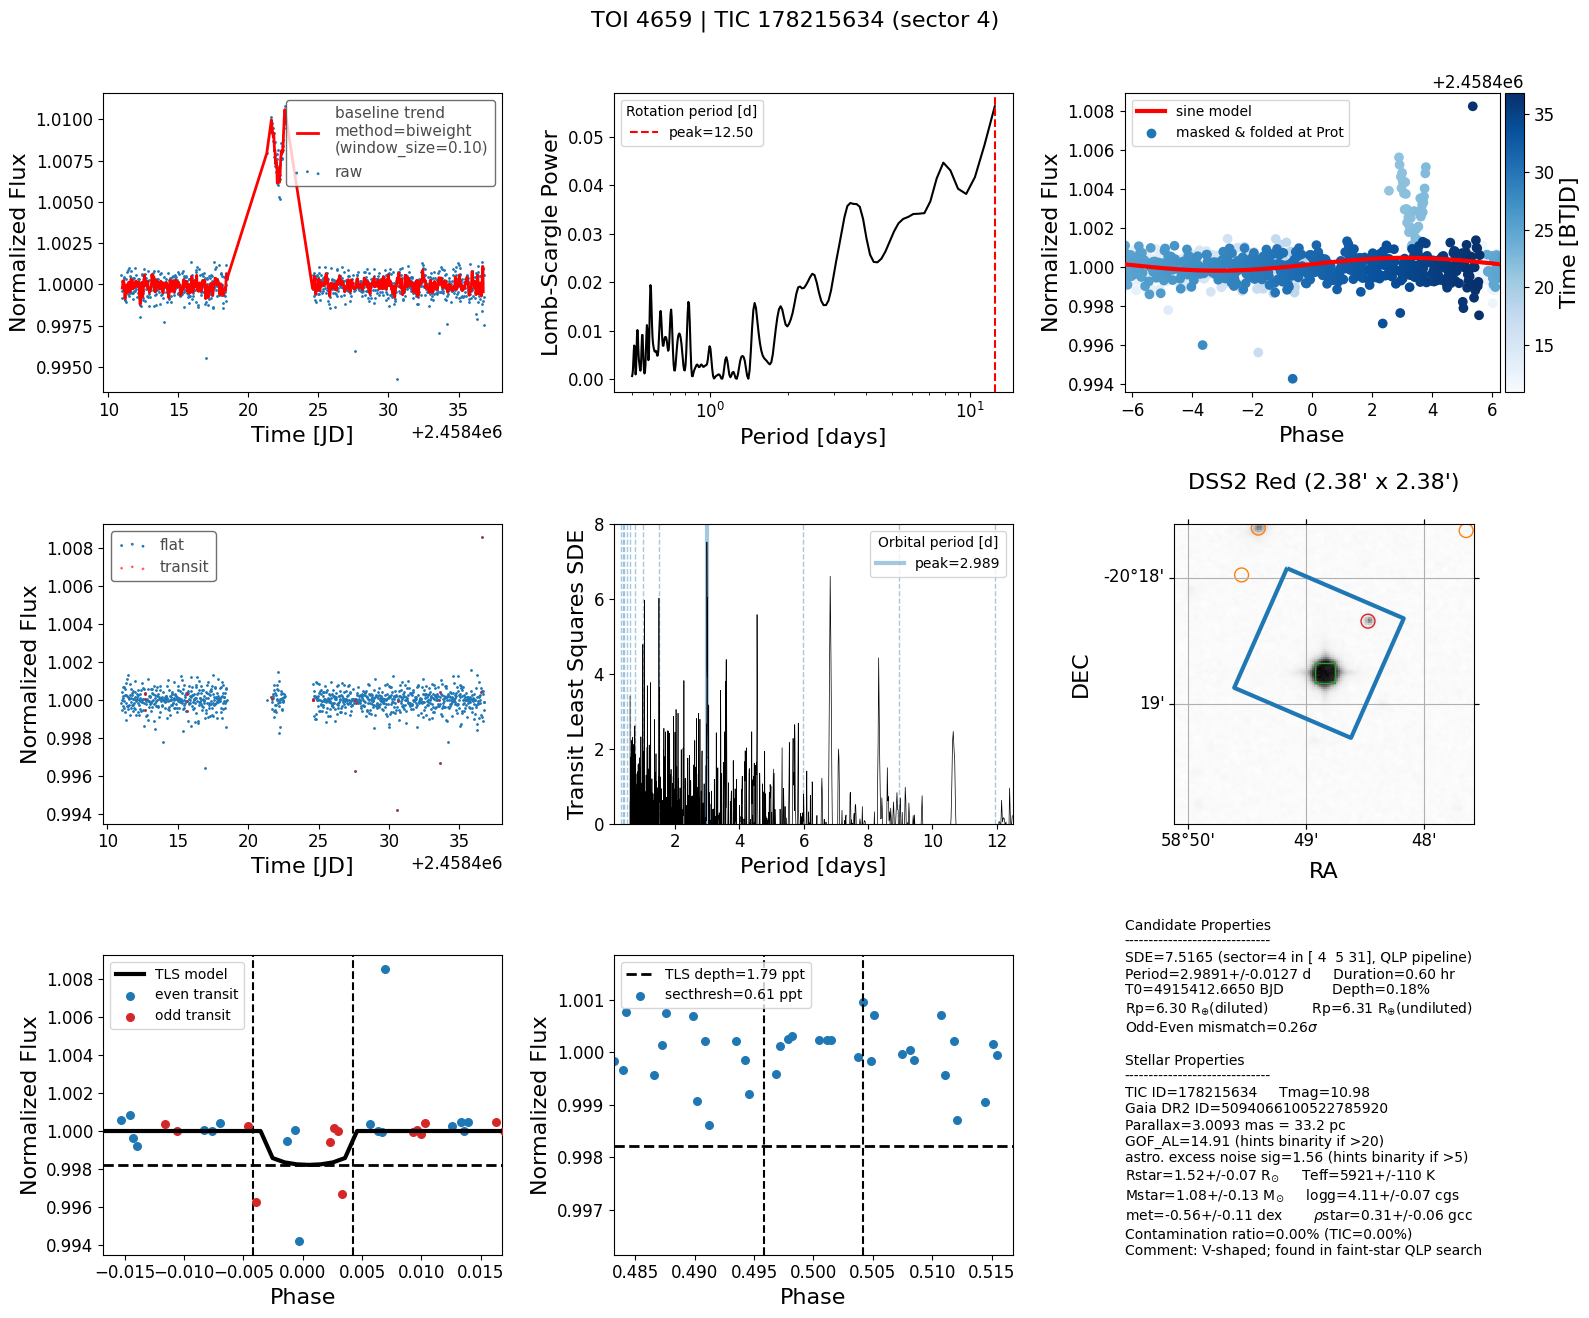 TOI 4659 | TIC 178215634 (sector 4)
Normalized Flux
1.0100
1.0075
1.0050
1.0025
1.0000
0.9975
0.9950
baseline trend
method=biweight
(window_size=0.10)
raw
10 15 20 25 30 35
Time [JD]
+2.4584e6
Lomb-Scargle Power
0.05
0.04
0.03
0.02
0.01
0.00
Rotation period [d]
peak=12.50
10^0 10^1
Period [days]
+2.4584e6
Normalized Flux
1.008
1.006
1.004
1.002
1.000
0.998
0.996
0.994
sine model
masked & folded at Prot
−6 −4 −2 0 2 4 6
Phase
35
30
25
20
15
Time [BTJD]
Normalized Flux
1.008
1.006
1.004
1.002
1.000
0.998
0.996
0.994
flat
transit
10 15 20 25 30 35
Time [JD]
+2.4584e6
Transit Least Squares SDE
8
6
4
2
0
Orbital period [d]
peak=2.989
2 4 6 8 10 12
Period [days]
DSS2 Red (2.38' x 2.38')
DEC
-20°18'
19'
58°50' 49' 48'
RA
Normalized Flux
1.008
1.006
1.004
1.002
1.000
0.998
0.996
0.994
TLS model
even transit
odd transit
−0.015 −0.010 −0.005 0.000 0.005 0.010 0.015
Phase
Normalized Flux
1.001
1.000
0.999
0.998
0.997
TLS depth=1.79 ppt
secthresh=0.61 ppt
0.485 0.490 0.495 0.500 0.505 0.510 0.515
Phase
Candidate Properties
------------------------------
SDE=7.5165 (sector=4 in [ 4 5 31], QLP pipeline)
Period=2.9891+/-0.0127 d Duration=0.60 hr
T0=4915412.6650 BJD Depth=0.18%
Rp=6.30 R⊕(diluted) Rp=6.31 R⊕(undiluted)
Odd-Even mismatch=0.26σ
Stellar Properties
------------------------------
TIC ID=178215634 Tmag=10.98
Gaia DR2 ID=5094066100522785920
Parallax=3.0093 mas = 33.2 pc
GOF_AL=14.91 (hints binarity if >20)
astro. excess noise sig=1.56 (hints binarity if >5)
Rstar=1.52+/-0.07 R⊙ Teff=5921+/-110 K
Mstar=1.08+/-0.13 M⊙ logg=4.11+/-0.07 cgs
met=-0.56+/-0.11 dex ρstar=0.31+/-0.06 gcc
Contamination ratio=0.00% (TIC=0.00%)
Comment: V-shaped; found in faint-star QLP search